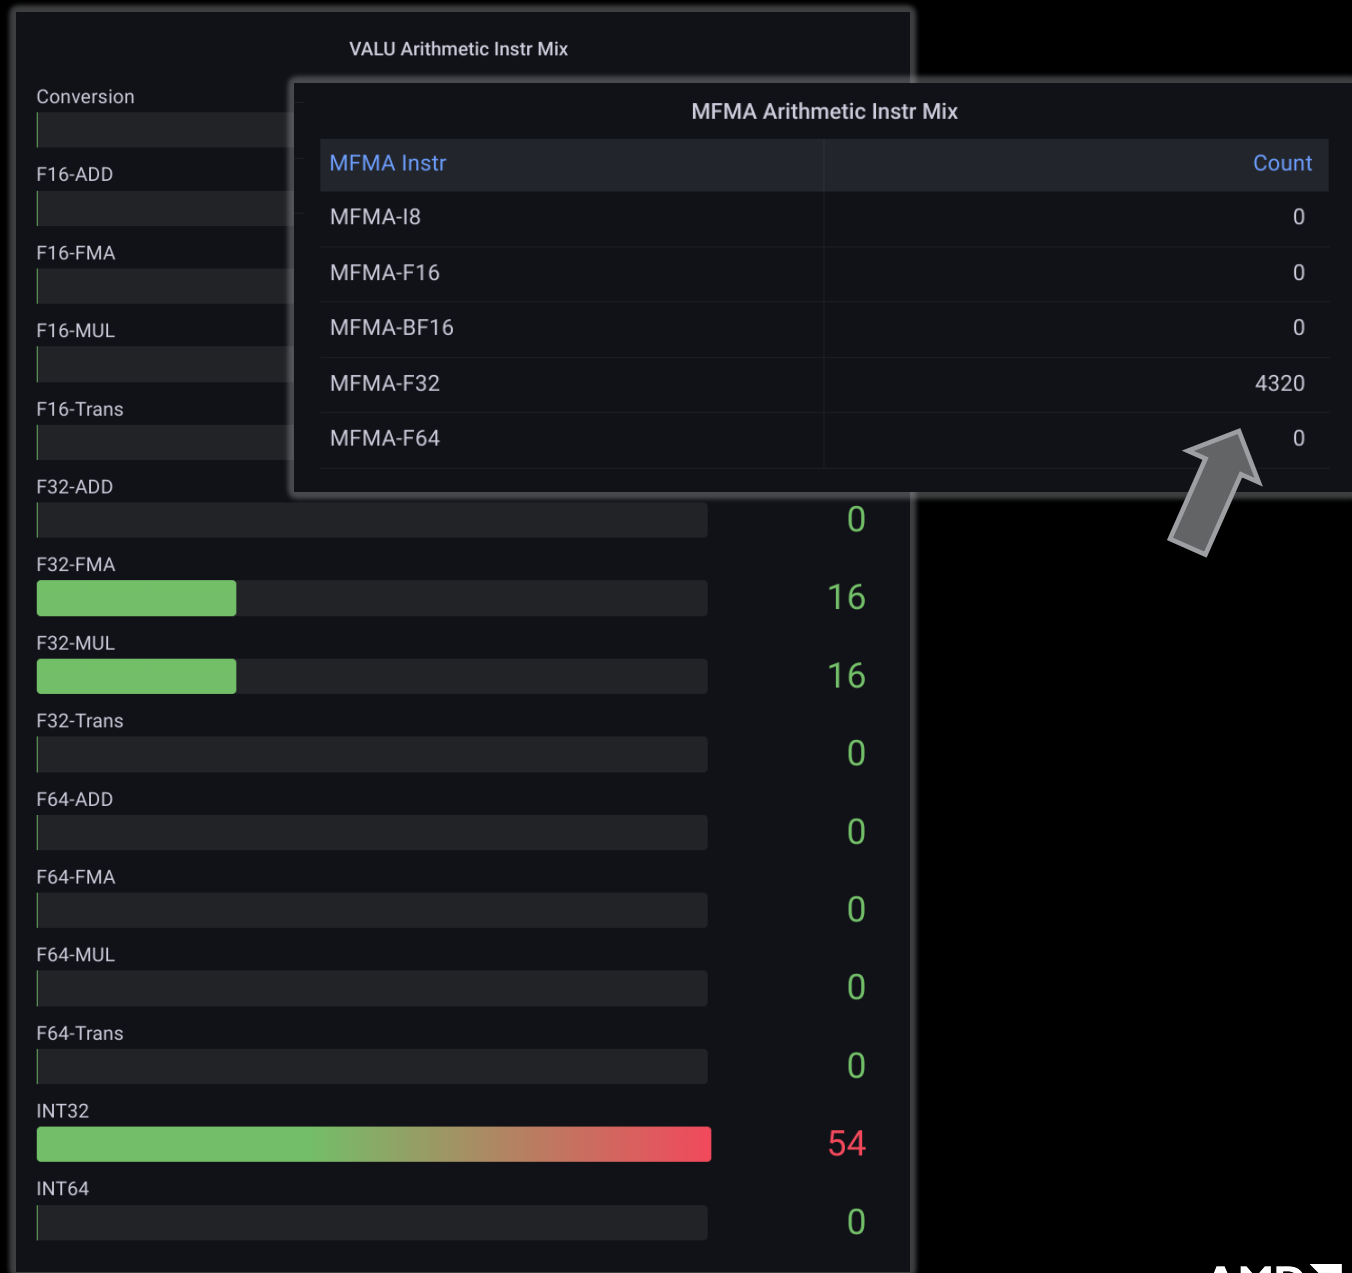 VALU Arithmetic Instr Mix
Conversion
F16-ADD
F16-FMA
F16-MUL
F16-Trans
F32-ADD
0
F32-FMA
16
F32-MUL
16
F32-Trans
0
F64-ADD
0
F64-FMA
0
F64-MUL
0
F64-Trans
0
INT32
54
INT64
0
MFMA Arithmetic Instr Mix
MFMA Instr Count
MFMA-I8 0
MFMA-F16 0
MFMA-BF16 0
MFMA-F32 4320
MFMA-F64 0
AMD